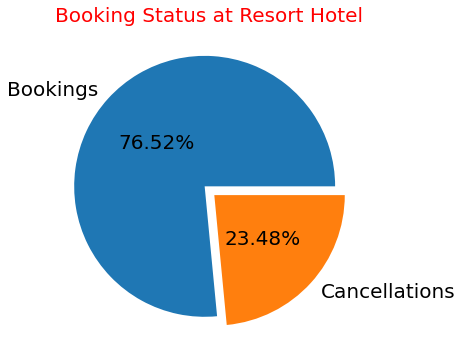 Booking Status at Resort Hotel
Bookings
76.52%
23.48%
Cancellations